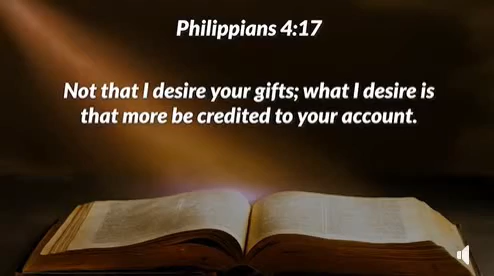 Philippians 4:17
Not that I desire your gifts; what I desire is
that more be credited to your account.